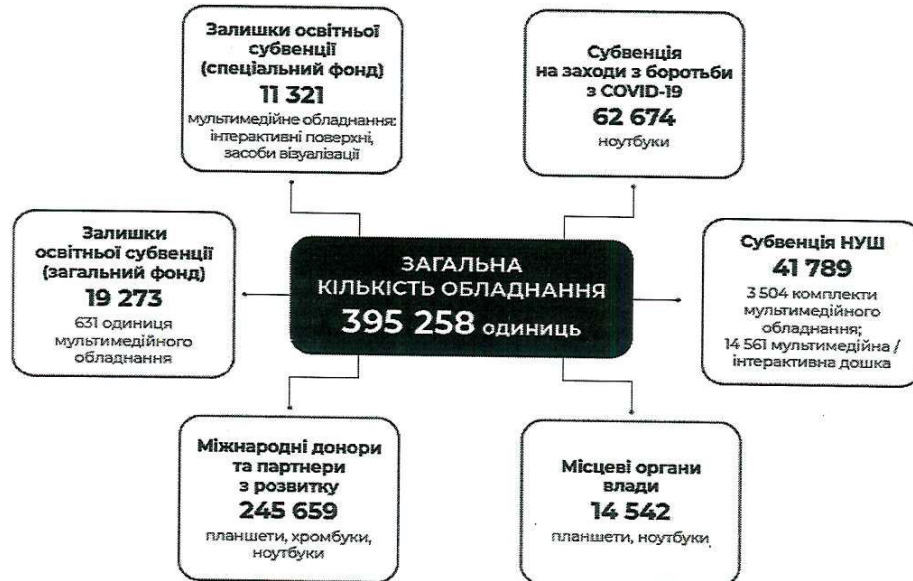 Залишки освітньої
субвенції
(спеціальний фонд)
11 321
мультимедійне обладнання:
інтерактивні поверхні,
засоби візуалізації
Субвенція
на заходи з боротьби
з COVID-19
62 674
ноутбуки
Залишки
освітньої субвенції
(загальний фонд)
19 273
631 одиниця
мультимедійного
обладнання
ЗАГАЛЬНА
КІЛЬКІСТЬ ОБЛАДНАННЯ
395 258 одиниць
Субвенція НУШ
41 789
3 504 комплекти
мультимедійного
обладнання;
14 561 мультимедійна /
інтерактивна дошка
Міжнародні донори
та партнери
з розвитку
245 659
планшети, хромбуки,
ноутбуки
Місцеві органи
влади
14 542
планшети, ноутбуки